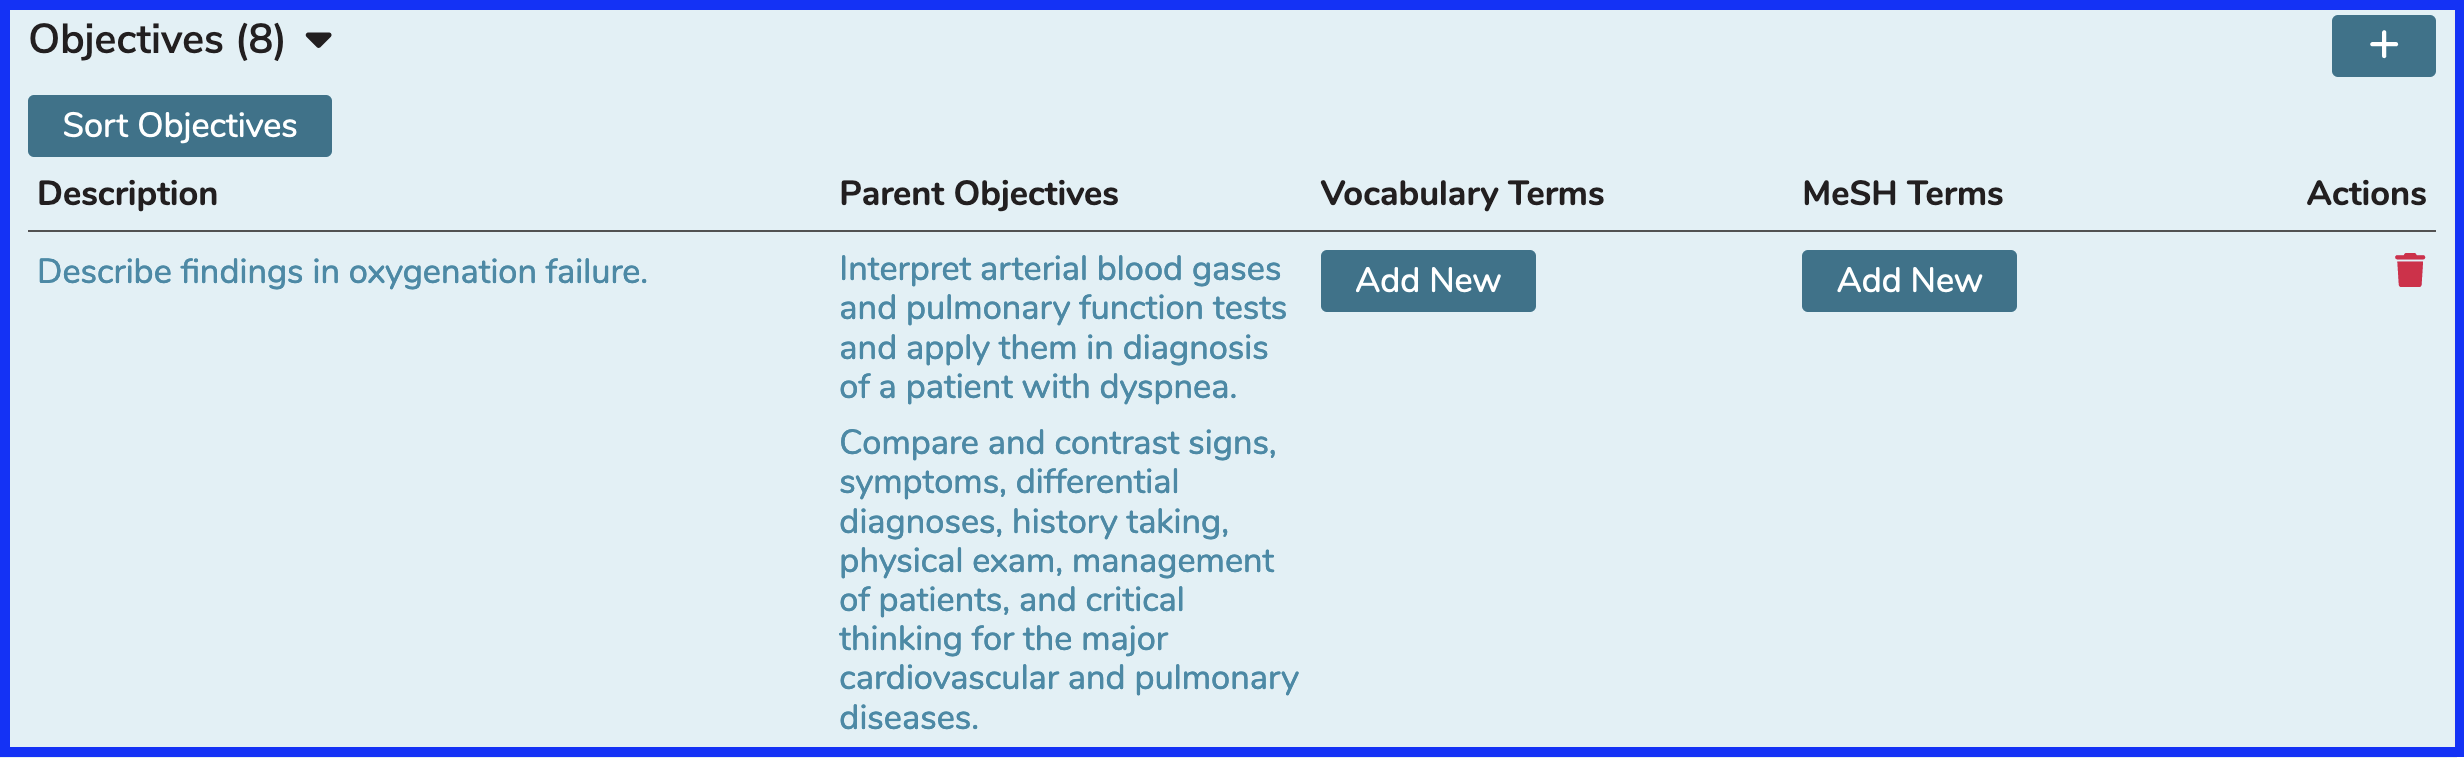 Objectives (8)
+
Sort Objectives
Description Parent Objectives Vocabulary Terms MeSH Terms Actions
Describe findings in oxygenation failure.
Interpret arterial blood gases
and pulmonary function tests
and apply them in diagnosis
of a patient with dyspnea.
Compare and contrast signs,
symptoms, differential
diagnoses, history taking,
physical exam, management
of patients, and critical
thinking for the major
cardiovascular and pulmonary
diseases.
Add New
Add New